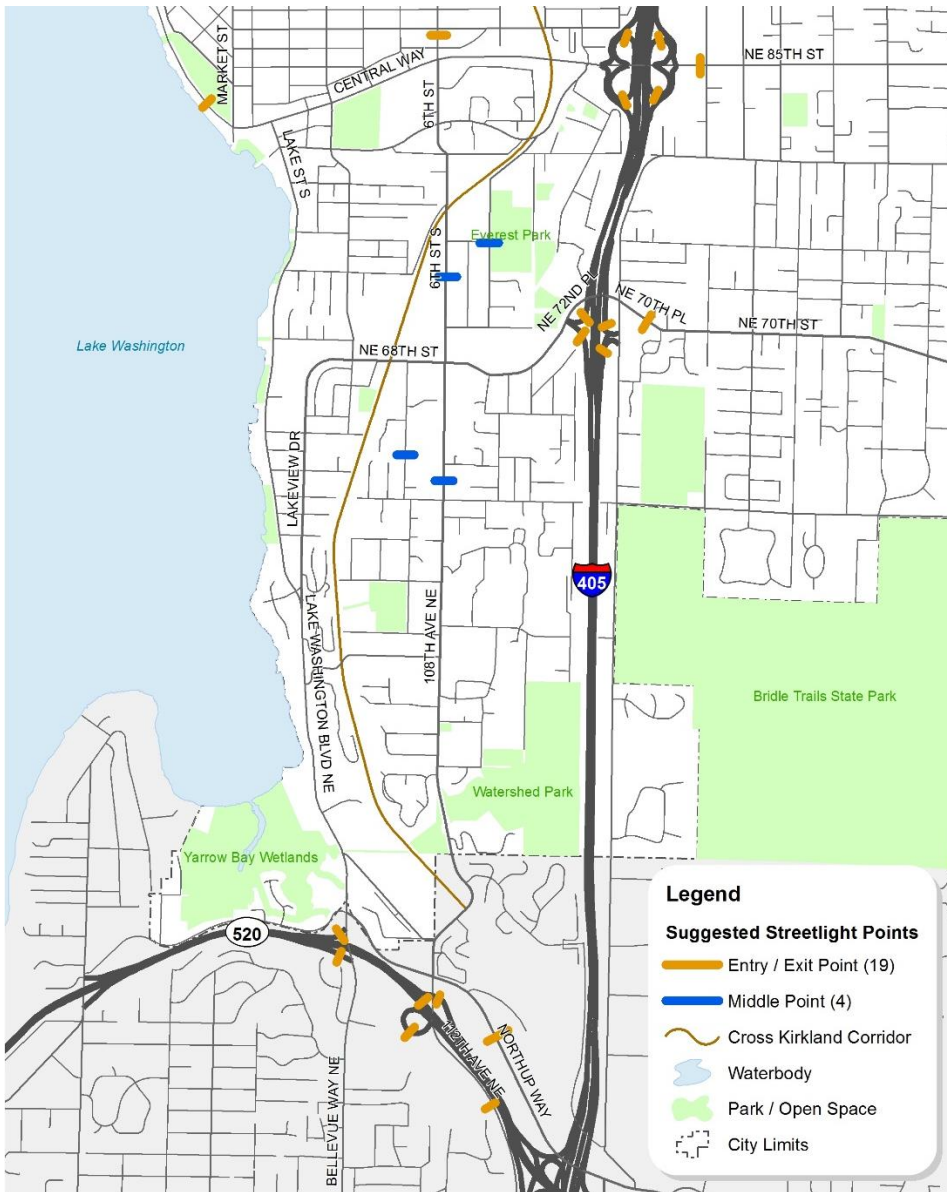 MARKET ST
CENTRAL WAY
6TH ST
NE 85TH ST
LAKE ST S
6TH ST S
Everest Park
NE 72ND PL
NE 70TH PL
NE 70TH ST
Lake Washington
NE 68TH ST
LAKEVIEW DR
405
LAKE WASHINGTON BLVD NE
108TH AVE NE
Bridle Trails State Park
Watershed Park
Yarrow Bay Wetlands
520
112TH AVE NE
NORTHUP WAY
BELLEVUE WAY NE
Legend
Suggested Streetlight Points
Entry / Exit Point (19)
Middle Point (4)
Cross Kirkland Corridor
Waterbody
Park / Open Space
City Limits